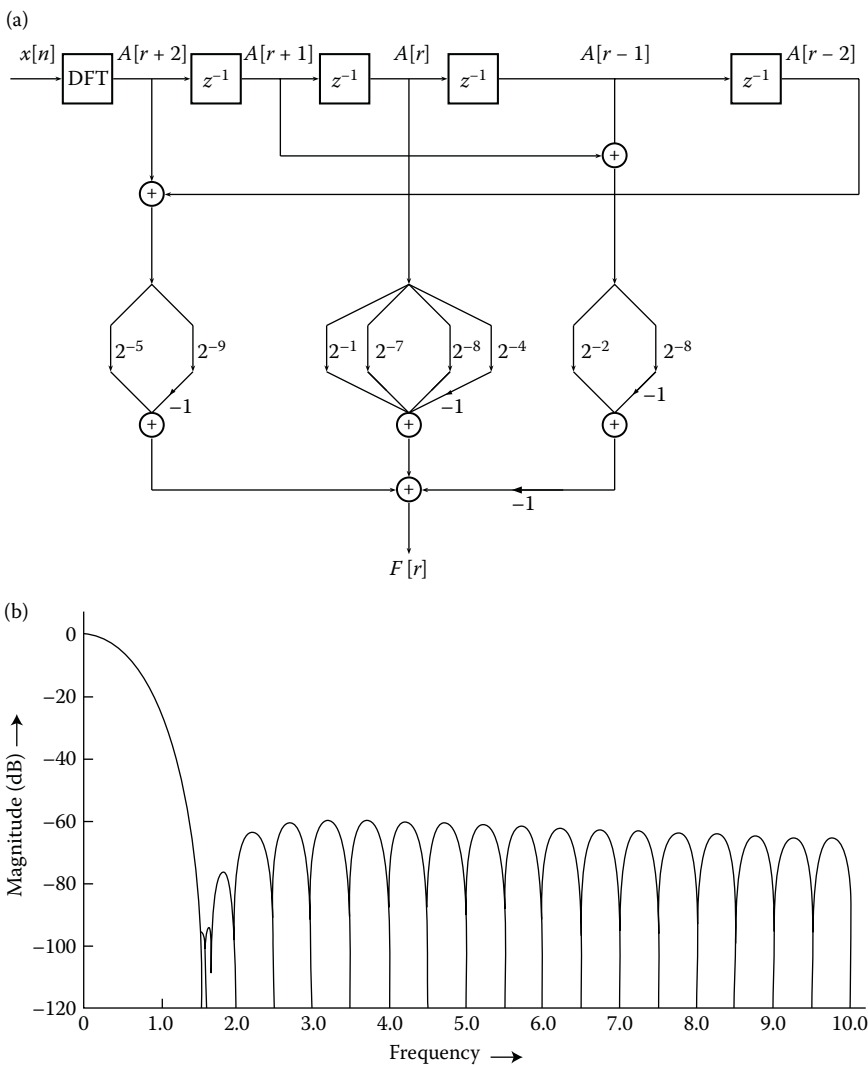 (a)
x[n] A[r + 2] A[r + 1] A[r] A[r − 1] A[r − 2]
DFT z⁻¹ z⁻¹ z⁻¹ z⁻¹
+
+
2⁻⁵ 2⁻⁹ 2⁻¹ 2⁻⁷ 2⁻⁸ 2⁻⁴ 2⁻² 2⁻⁸
−1 −1 −1
+ + +
+ −1
F [r]
(b)
0
−20
−40
−60
−80
−100
−120
Magnitude (dB)
0 1.0 2.0 3.0 4.0 5.0 6.0 7.0 8.0 9.0 10.0
Frequency